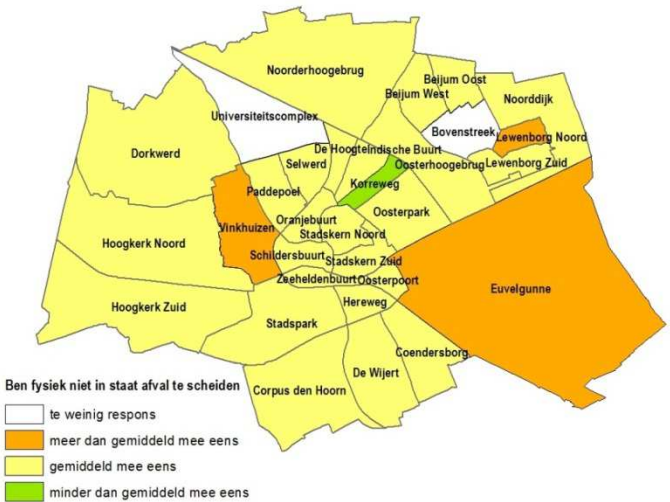 Noorderhoogebrug
Beijum Oost
Beijum West
Noorddijk
Universiteitscomplex
Bovenstreek
Lewenborg Noord
Dorkwerd
De Hoogte
Indische Buurt
Selwerd
Oosterhoogebrug
Lewenborg Zuid
Korreweg
Paddepoel
Oosterpark
Oranjebuurt
Vinkhuizen
Stadskern Noord
Hoogkerk Noord
Schildersbuurt
Stadskern Zuid
Zeeheldenbuurt
Oosterpoort
Euvelgunne
Hereweg
Hoogkerk Zuid
Stadspark
Coendersborg
De Wijert
Corpus den Hoorn
Ben fysiek niet in staat afval te scheiden
te weinig respons
meer dan gemiddeld mee eens
gemiddeld mee eens
minder dan gemiddeld mee eens